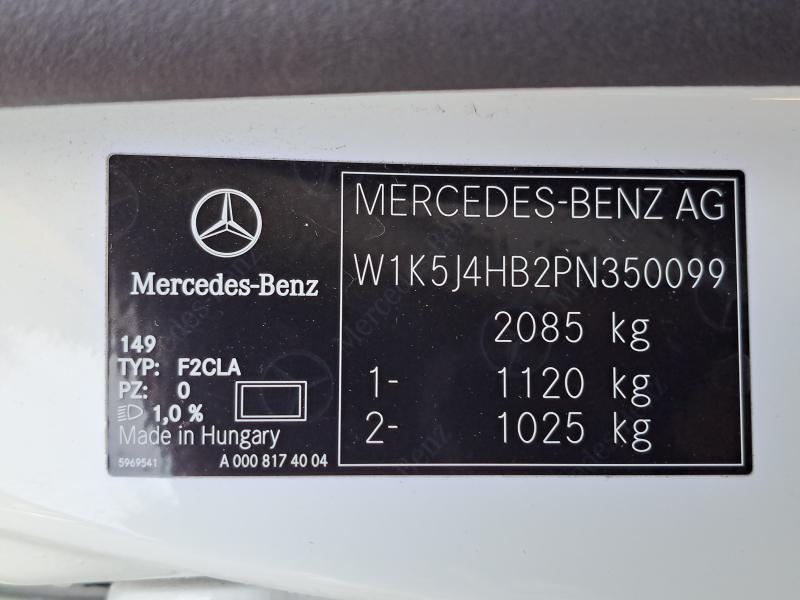 Mercedes-Benz
149
TYP: F2CLA
PZ: 0
1,0 %
Made in Hungary
5969541
A 000 817 40 04
MERCEDES-BENZ AG
W1K5J4HB2PN350099
2085 kg
1- 1120 kg
2- 1025 kg